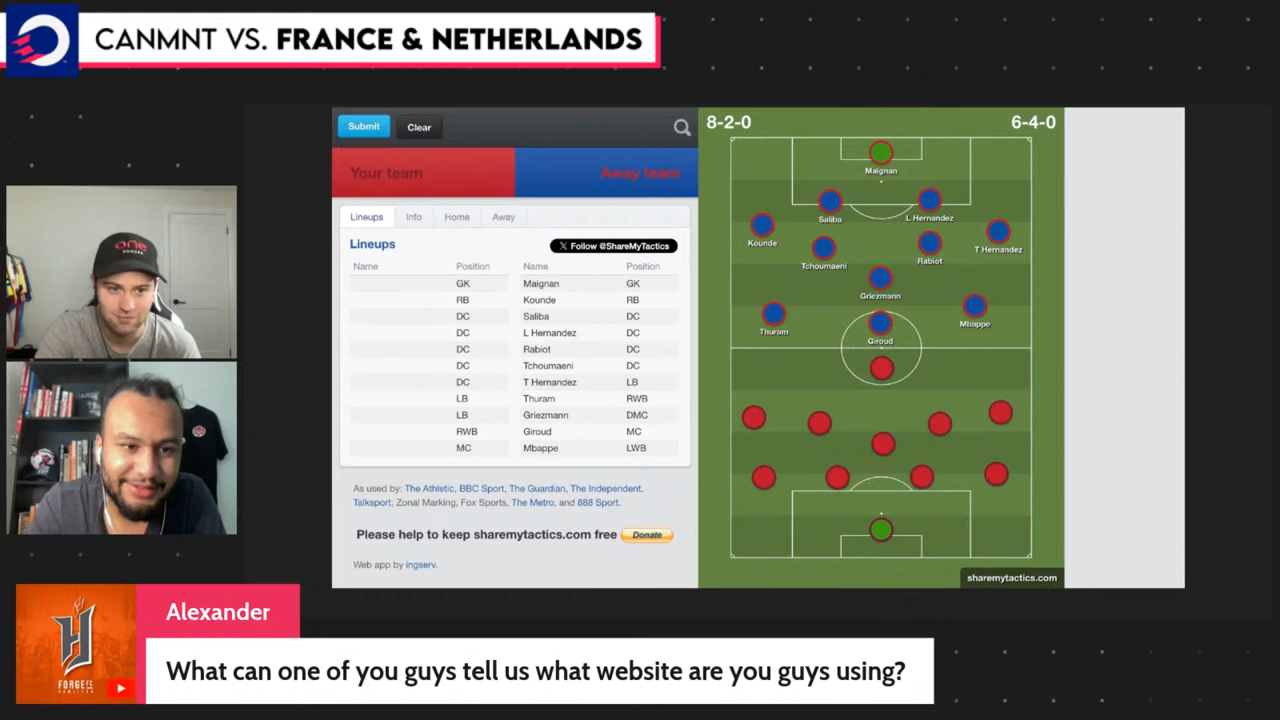 CANMNT VS. FRANCE & NETHERLANDS
Submit Clear
8-2-0 6-4-0
Your team Away team
Lineups Info Home Away
Lineups
X Follow @ShareMyTactics
Name Position Name Position
GK Maignan GK
RB Kounde RB
DC Saliba DC
DC L Hernandez DC
DC Rabiot DC
DC Tchoumaeni DC
DC T Hernandez LB
LB Thuram RWB
LB Griezmann DMC
RWB Giroud MC
MC Mbappe LWB
As used by: The Athletic, BBC Sport, The Guardian, The Independent,
Talksport, Zonal Marking, Fox Sports, The Metro, and 888 Sport.
Please help to keep sharemytactics.com free Donate
Web app by ingserv.
Maignan
Saliba
L Hernandez
Kounde
T Hernandez
Tchoumaeni
Rabiot
Griezmann
Thuram
Giroud
Mbappe
sharemytactics.com
one
FORGE FC
HAMILTON
Alexander
What can one of you guys tell us what website are you guys using?